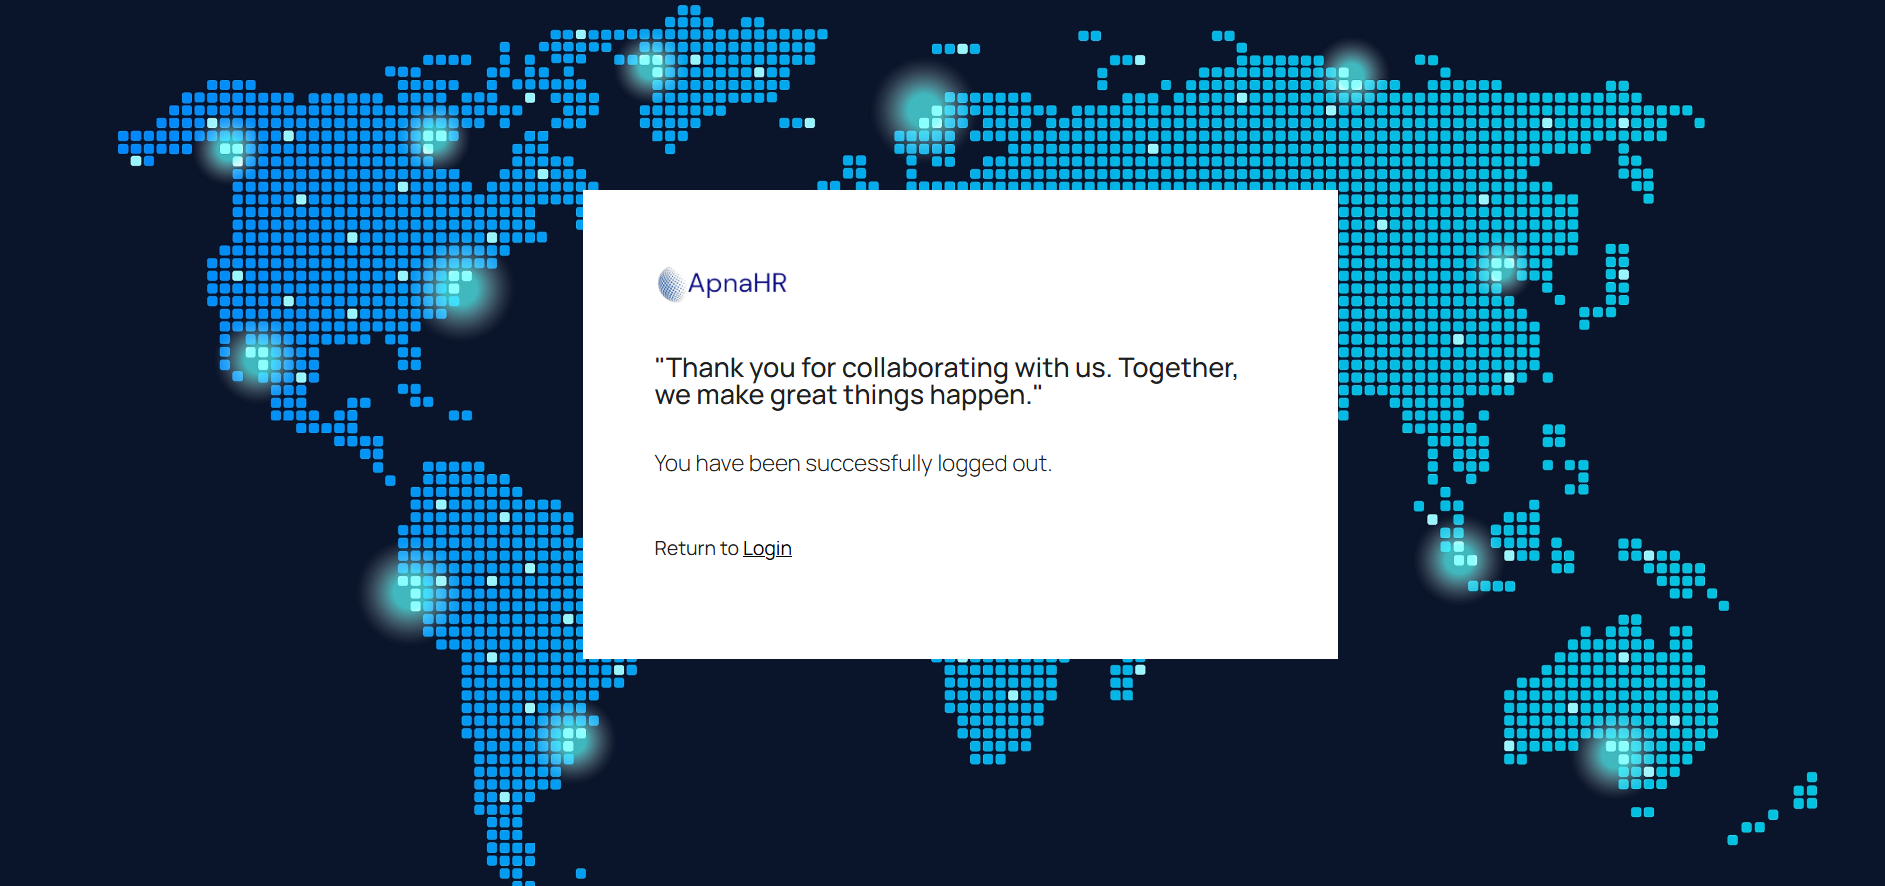 ApnaHR
"Thank you for collaborating with us. Together,
we make great things happen."
You have been successfully logged out.
Return to Login